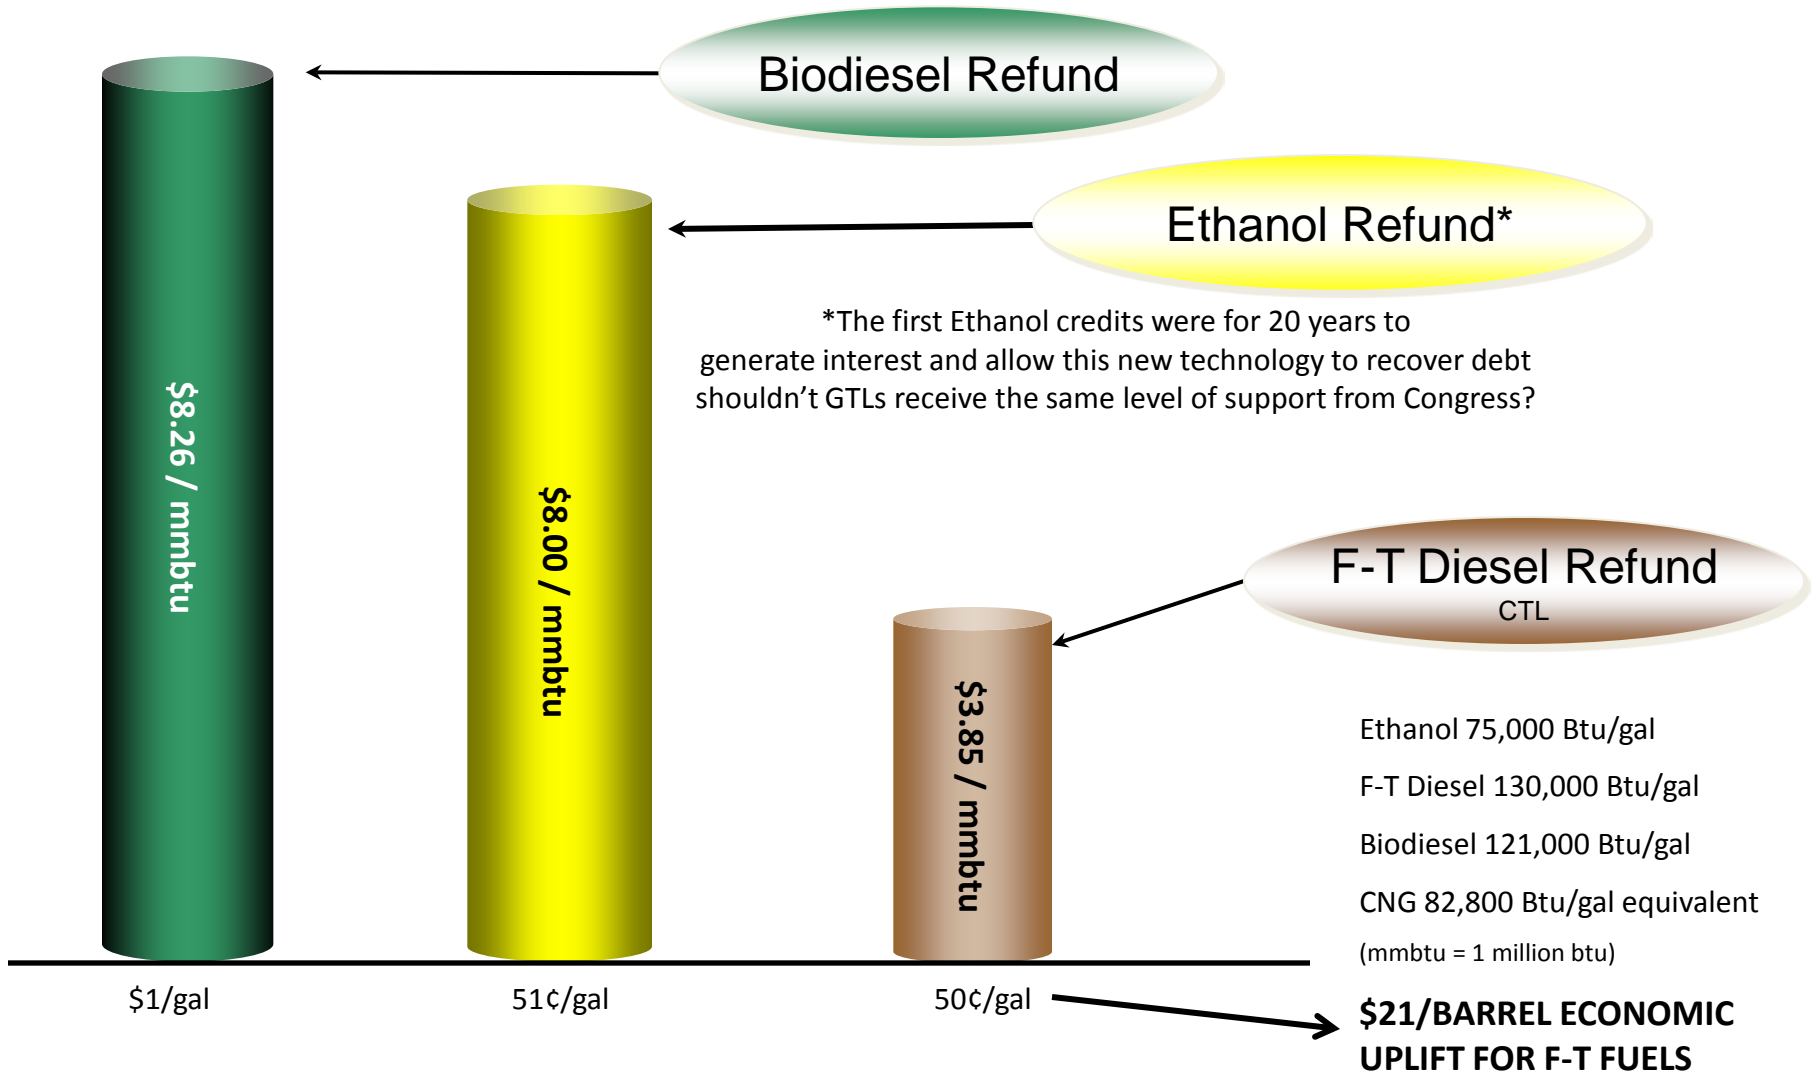 Biodiesel Refund
Ethanol Refund*
*The first Ethanol credits were for 20 years to
generate interest and allow this new technology to recover debt
shouldn’t GTLs receive the same level of support from Congress?
$8.26 / mmbtu
$8.00 / mmbtu
$3.85 / mmbtu
F-T Diesel Refund
CTL
Ethanol 75,000 Btu/gal
F-T Diesel 130,000 Btu/gal
Biodiesel 121,000 Btu/gal
CNG 82,800 Btu/gal equivalent
(mmbtu = 1 million btu)
$1/gal
51¢/gal
50¢/gal
$21/BARREL ECONOMIC
UPLIFT FOR F-T FUELS